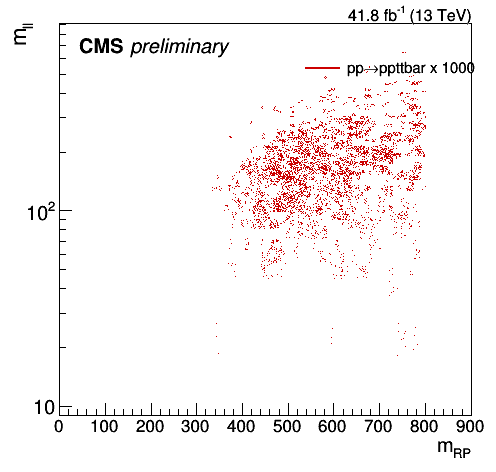 41.8 fb⁻¹ (13 TeV)
m_ll
CMS preliminary
pp→ppttbar x 1000
10²
10
0 100 200 300 400 500 600 700 800 900
m_RP